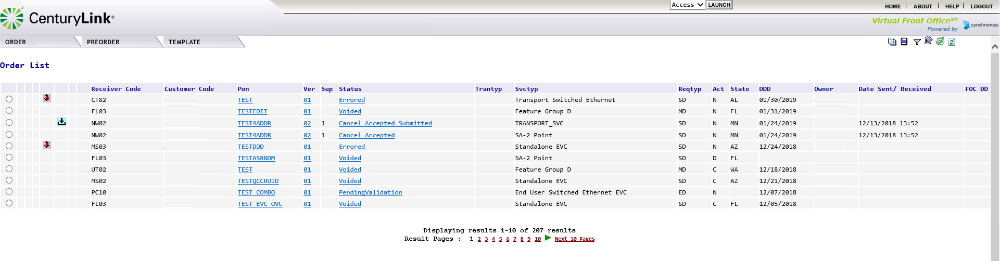 Access LAUNCH
HOME | ABOUT | HELP | LOGOUT
CenturyLink®
Virtual Front Office sm
Powered by synchronoss
ORDER PREORDER TEMPLATE
Order List
Receiver Code Customer Code Pon Ver Sup Status Trantyp Svctyp Reqtyp Act State DDD Owner Date Sent/ Received FOC DD
CT82 TEST 01 Errored Transport Switched Ethernet SD N AL 01/30/2019
FL03 TESTEDIT 01 Voided Feature Group D MD N FL 01/31/2019
NW02 TEST4ADDR 02 1 Cancel Accepted Submitted TRANSPORT_SVC SD N MN 01/24/2019 12/13/2018 13:52
NW02 TEST4ADDR 02 1 Cancel Accepted SA-2 Point SD N MN 01/24/2019 12/13/2018 13:52
MS03 TESTDDD 01 Errored Standalone EVC SD N AZ 12/24/2018
FL03 TESTASRNDM 01 Voided SA-2 Point SD D FL
UT02 TEST 01 Voided Feature Group D MD C WA 12/18/2018
MS02 TESTQCCRUID 01 Voided Standalone EVC SD C AZ 12/21/2018
PC10 TEST COMBO 01 PendingValidation End User Switched Ethernet EVC ED N 12/07/2018
FL03 TEST EVC OVC 01 Voided Standalone EVC SD C FL 12/05/2018
Displaying results 1-10 of 207 results
Result Pages : 1 2 3 4 5 6 7 8 9 10 Next 10 Pages